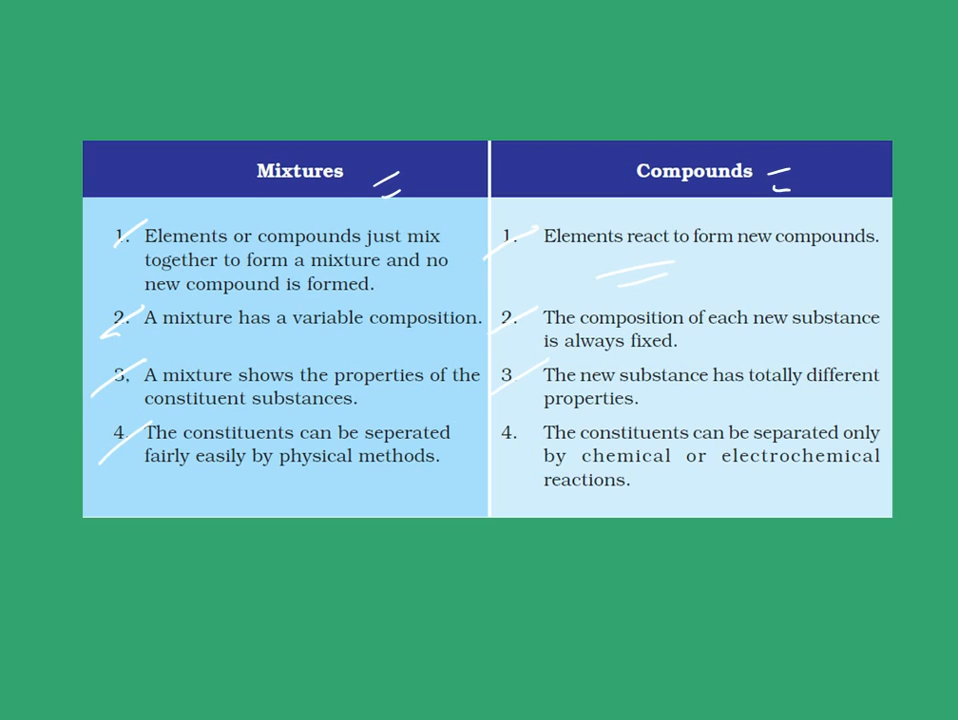 Mixtures
Compounds
1. Elements or compounds just mix
together to form a mixture and no
new compound is formed.
2. A mixture has a variable composition.
3. A mixture shows the properties of the
constituent substances.
4. The constituents can be seperated
fairly easily by physical methods.
1. Elements react to form new compounds.
2. The composition of each new substance
is always fixed.
3. The new substance has totally different
properties.
4. The constituents can be separated only
by chemical or electrochemical
reactions.